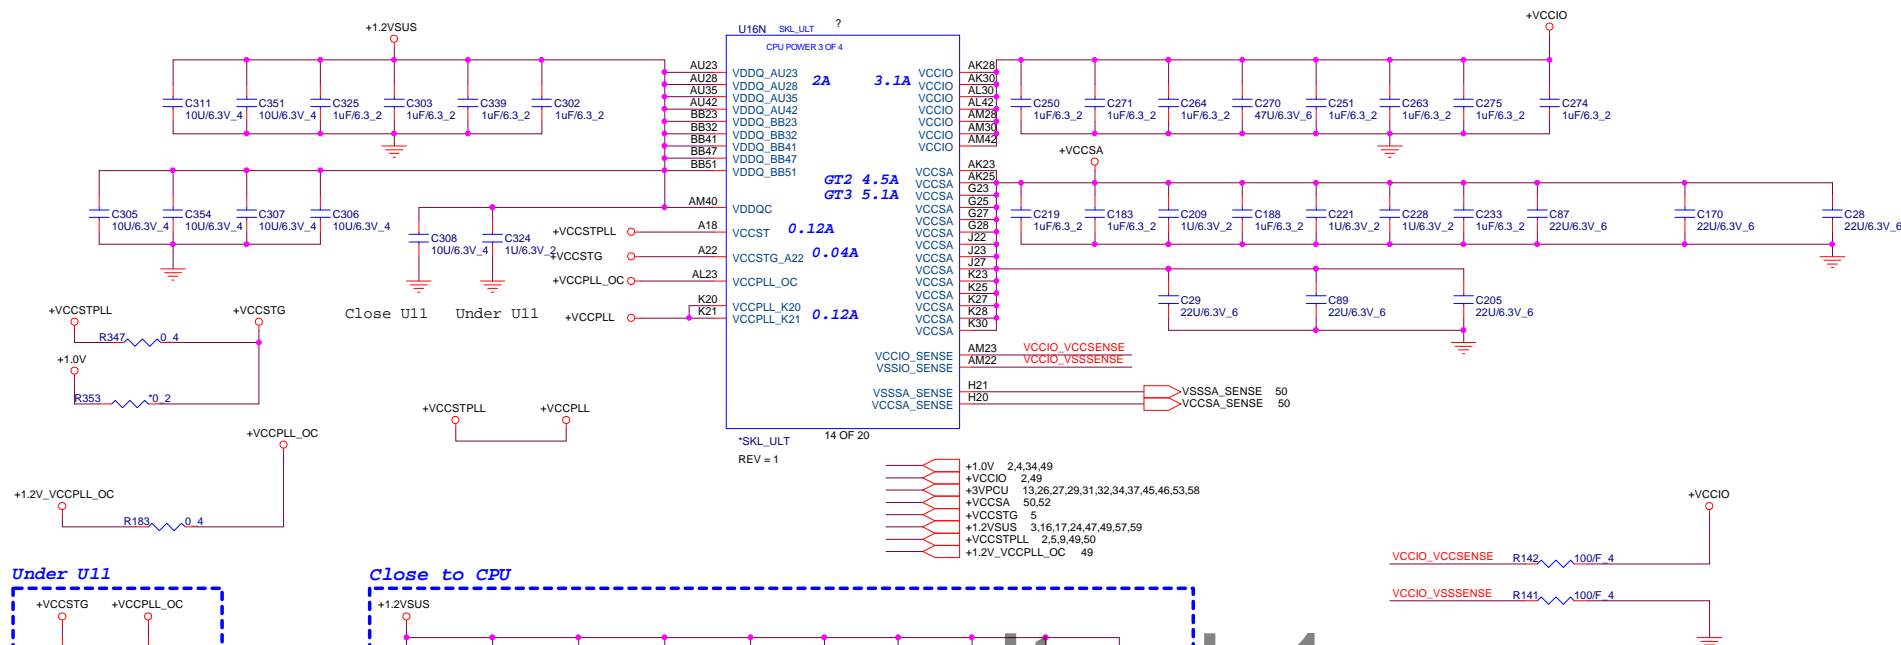 U16N SKL_ULT ?
CPU POWER 3 OF 4
+1.2VSUS
+VCCIO
C311
10U/6.3V_4
C351
10U/6.3V_4
C325
1uF/6.3_2
C303
1uF/6.3_2
C339
1uF/6.3_2
C302
1uF/6.3_2
AU23 VDDQ_AU23
AU28 VDDQ_AU28
AU35 VDDQ_AU35
AU42 VDDQ_AU42
BB23 VDDQ_BB23
BB32 VDDQ_BB32
BB41 VDDQ_BB41
BB47 VDDQ_BB47
BB51 VDDQ_BB51
2A
3.1A
VCCIO AK28
VCCIO AK30
VCCIO AL30
VCCIO AL42
VCCIO AM28
VCCIO AM30
VCCIO AM42
C250
1uF/6.3_2
C271
1uF/6.3_2
C264
1uF/6.3_2
C270
47U/6.3V_6
C251
1uF/6.3_2
C263
1uF/6.3_2
C275
1uF/6.3_2
C274
1uF/6.3_2
+VCCSA
C305
10U/6.3V_4
C354
10U/6.3V_4
C307
10U/6.3V_4
C306
10U/6.3V_4
C308
10U/6.3V_4
C324
1U/6.3V_2
AM40 VDDQC
+VCCSTPLL A18 VCCST 0.12A
+VCCSTG A22 VCCSTG_A22 0.04A
+VCCPLL_OC AL23 VCCPLL_OC
K20 VCCPLL_K20
+VCCPLL K21 VCCPLL_K21 0.12A
GT2 4.5A
GT3 5.1A
VCCSA AK23
VCCSA AK25
VCCSA G23
VCCSA G25
VCCSA G27
VCCSA G28
VCCSA J22
VCCSA J23
VCCSA J27
VCCSA K23
VCCSA K25
VCCSA K27
VCCSA K28
VCCSA K30
C219
1uF/6.3_2
C183
1uF/6.3_2
C209
1U/6.3V_2
C188
1uF/6.3_2
C221
1U/6.3V_2
C228
1U/6.3V_2
C233
1uF/6.3_2
C87
22U/6.3V_6
C170
22U/6.3V_6
C28
22U/6.3V_6
C29
22U/6.3V_6
C89
22U/6.3V_6
C205
22U/6.3V_6
Close U11 Under U11
+VCCSTPLL +VCCSTG
R347 0_4
+1.0V
R353 *0_2
+VCCSTPLL +VCCPLL
+VCCPLL_OC
+1.2V_VCCPLL_OC
R183 0_4
VCCIO_SENSE AM23 VCCIO_VCCSENSE
VSSIO_SENSE AM22 VCCIO_VSSSENSE
VSSSA_SENSE H21 VSSSA_SENSE 50
VCCSA_SENSE H20 VCCSA_SENSE 50
*SKL_ULT 14 OF 20
REV = 1
+1.0V 2,4,34,49
+VCCIO 2,49
+3VPCU 13,26,27,29,31,32,34,37,45,46,53,58
+VCCSA 50,52
+VCCSTG 5
+1.2VSUS 3,16,17,24,47,49,57,59
+VCCSTPLL 2,5,9,49,50
+1.2V_VCCPLL_OC 49
+VCCIO
VCCIO_VCCSENSE R142 100/F_4
VCCIO_VSSSENSE R141 100/F_4
Under U11
+VCCSTG +VCCPLL_OC
Close to CPU
+1.2VSUS